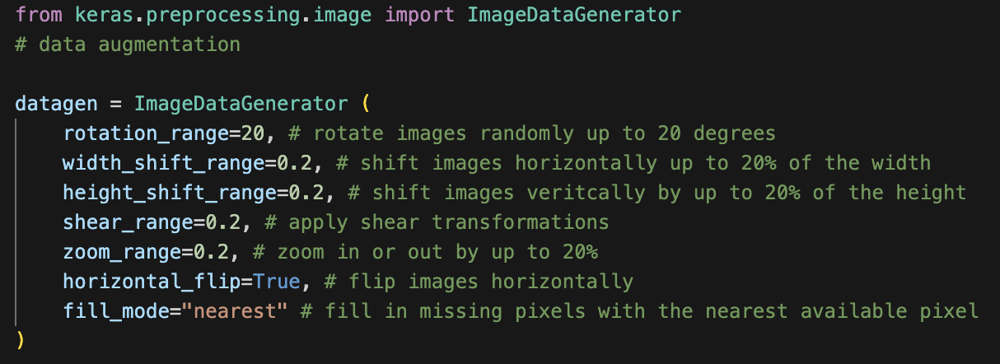 from keras.preprocessing.image import ImageDataGenerator
# data augmentation
datagen = ImageDataGenerator (
rotation_range=20, # rotate images randomly up to 20 degrees
width_shift_range=0.2, # shift images horizontally up to 20% of the width
height_shift_range=0.2, # shift images veritcally by up to 20% of the height
shear_range=0.2, # apply shear transformations
zoom_range=0.2, # zoom in or out by up to 20%
horizontal_flip=True, # flip images horizontally
fill_mode="nearest" # fill in missing pixels with the nearest available pixel
)